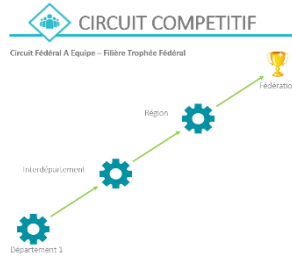 CIRCUIT COMPETITIF
Circuit Fédéral A Equipe – Filière Trophée Fédéral
Fédératio
Région
Interdépartement
Département 1